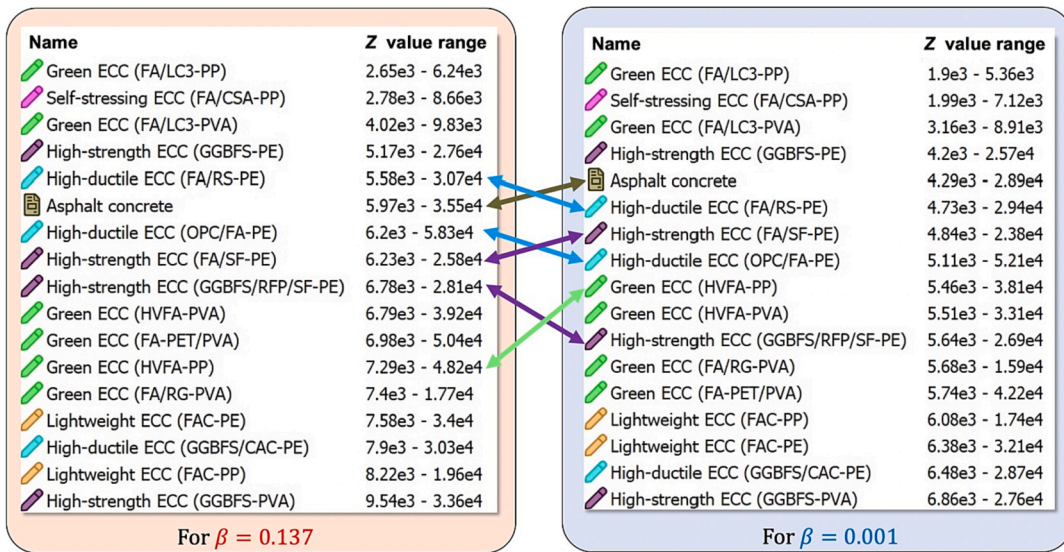 Name Z value range
Green ECC (FA/LC3-PP) 2.65e3 - 6.24e3
Self-stressing ECC (FA/CSA-PP) 2.78e3 - 8.66e3
Green ECC (FA/LC3-PVA) 4.02e3 - 9.83e3
High-strength ECC (GGBFS-PE) 5.17e3 - 2.76e4
High-ductile ECC (FA/RS-PE) 5.58e3 - 3.07e4
Asphalt concrete 5.97e3 - 3.55e4
High-ductile ECC (OPC/FA-PE) 6.2e3 - 5.83e4
High-strength ECC (FA/SF-PE) 6.23e3 - 2.58e4
High-strength ECC (GGBFS/RFP/SF-PE) 6.78e3 - 2.81e4
Green ECC (HVFA-PVA) 6.79e3 - 3.92e4
Green ECC (FA-PET/PVA) 6.98e3 - 5.04e4
Green ECC (HVFA-PP) 7.29e3 - 4.82e4
Green ECC (FA/RG-PVA) 7.4e3 - 1.77e4
Lightweight ECC (FAC-PE) 7.58e3 - 3.4e4
High-ductile ECC (GGBFS/CAC-PE) 7.9e3 - 3.03e4
Lightweight ECC (FAC-PP) 8.22e3 - 1.96e4
High-strength ECC (GGBFS-PVA) 9.54e3 - 3.36e4
For β = 0.137
Name Z value range
Green ECC (FA/LC3-PP) 1.9e3 - 5.36e3
Self-stressing ECC (FA/CSA-PP) 1.99e3 - 7.12e3
Green ECC (FA/LC3-PVA) 3.16e3 - 8.91e3
High-strength ECC (GGBFS-PE) 4.2e3 - 2.57e4
Asphalt concrete 4.29e3 - 2.89e4
High-ductile ECC (FA/RS-PE) 4.73e3 - 2.94e4
High-strength ECC (FA/SF-PE) 4.84e3 - 2.38e4
High-ductile ECC (OPC/FA-PE) 5.11e3 - 5.21e4
Green ECC (HVFA-PP) 5.46e3 - 3.81e4
Green ECC (HVFA-PVA) 5.51e3 - 3.31e4
High-strength ECC (GGBFS/RFP/SF-PE) 5.64e3 - 2.69e4
Green ECC (FA/RG-PVA) 5.68e3 - 1.59e4
Green ECC (FA-PET/PVA) 5.74e3 - 4.22e4
Lightweight ECC (FAC-PP) 6.08e3 - 1.74e4
Lightweight ECC (FAC-PE) 6.38e3 - 3.21e4
High-ductile ECC (GGBFS/CAC-PE) 6.48e3 - 2.87e4
High-strength ECC (GGBFS-PVA) 6.86e3 - 2.76e4
For β = 0.001